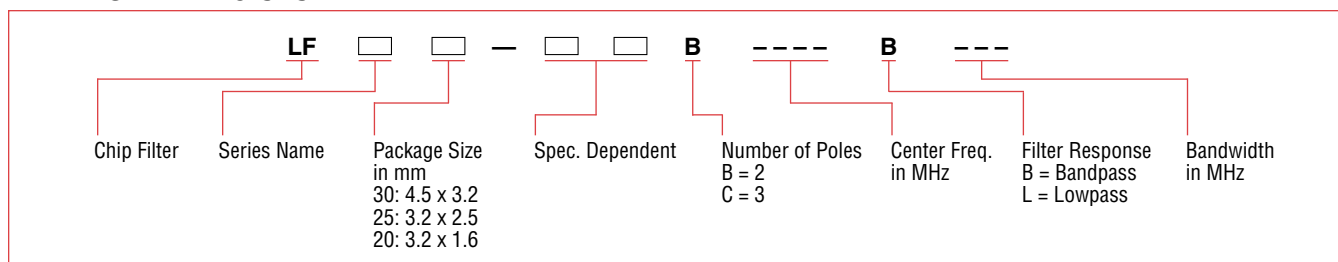 LF □ □ — □ □ B – – – – B – – –
Chip Filter
Series Name
Package Size
in mm
30: 4.5 x 3.2
25: 3.2 x 2.5
20: 3.2 x 1.6
Spec. Dependent
Number of Poles
B = 2
C = 3
Center Freq.
in MHz
Filter Response
B = Bandpass
L = Lowpass
Bandwidth
in MHz